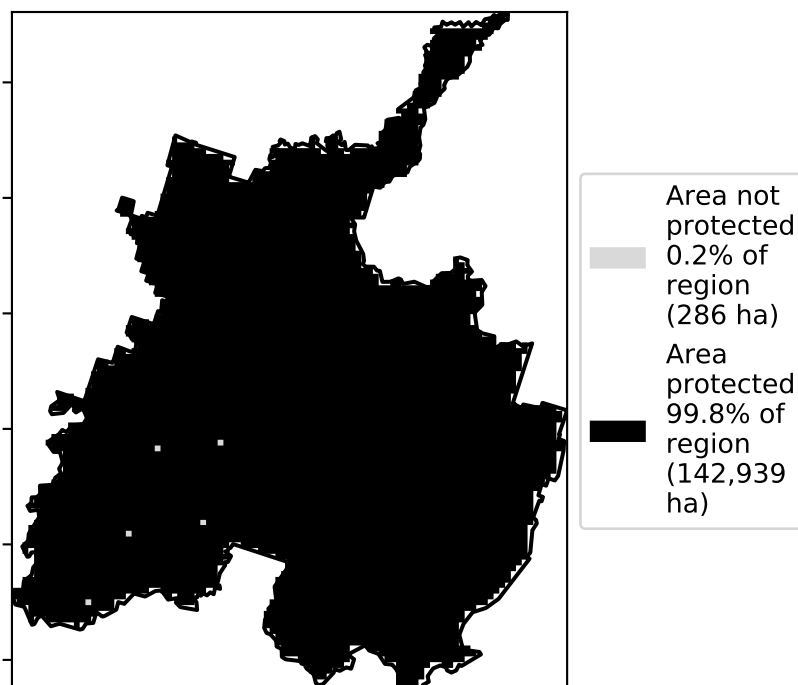 Area not
protected
0.2% of
region
(286 ha)
Area
protected
99.8% of
region
(142,939
ha)